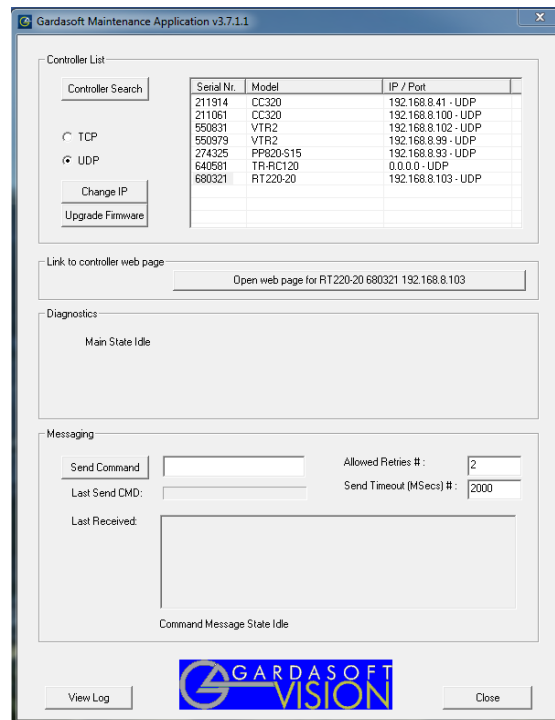 Gardasoft Maintenance Application v3.7.1.1
x
Controller List
Controller Search
TCP
UDP
Change IP
Upgrade Firmware
Serial Nr. Model IP / Port
211914 CC320 192.168.8.41 - UDP
211061 CC320 192.168.8.100 - UDP
550831 VTR2 192.168.8.102 - UDP
550979 VTR2 192.168.8.99 - UDP
274325 PP820-S15 192.168.8.93 - UDP
640581 TR-RC120 0.0.0.0 - UDP
680321 RT220-20 192.168.8.103 - UDP
Link to controller web page
Open web page for RT220-20 680321 192.168.8.103
Diagnostics
Main State Idle
Messaging
Send Command
Allowed Retries # : 2
Last Send CMD:
Send Timeout (MSecs) # : 2000
Last Received:
Command Message State Idle
View Log
GARDASOFT
VISION
Close